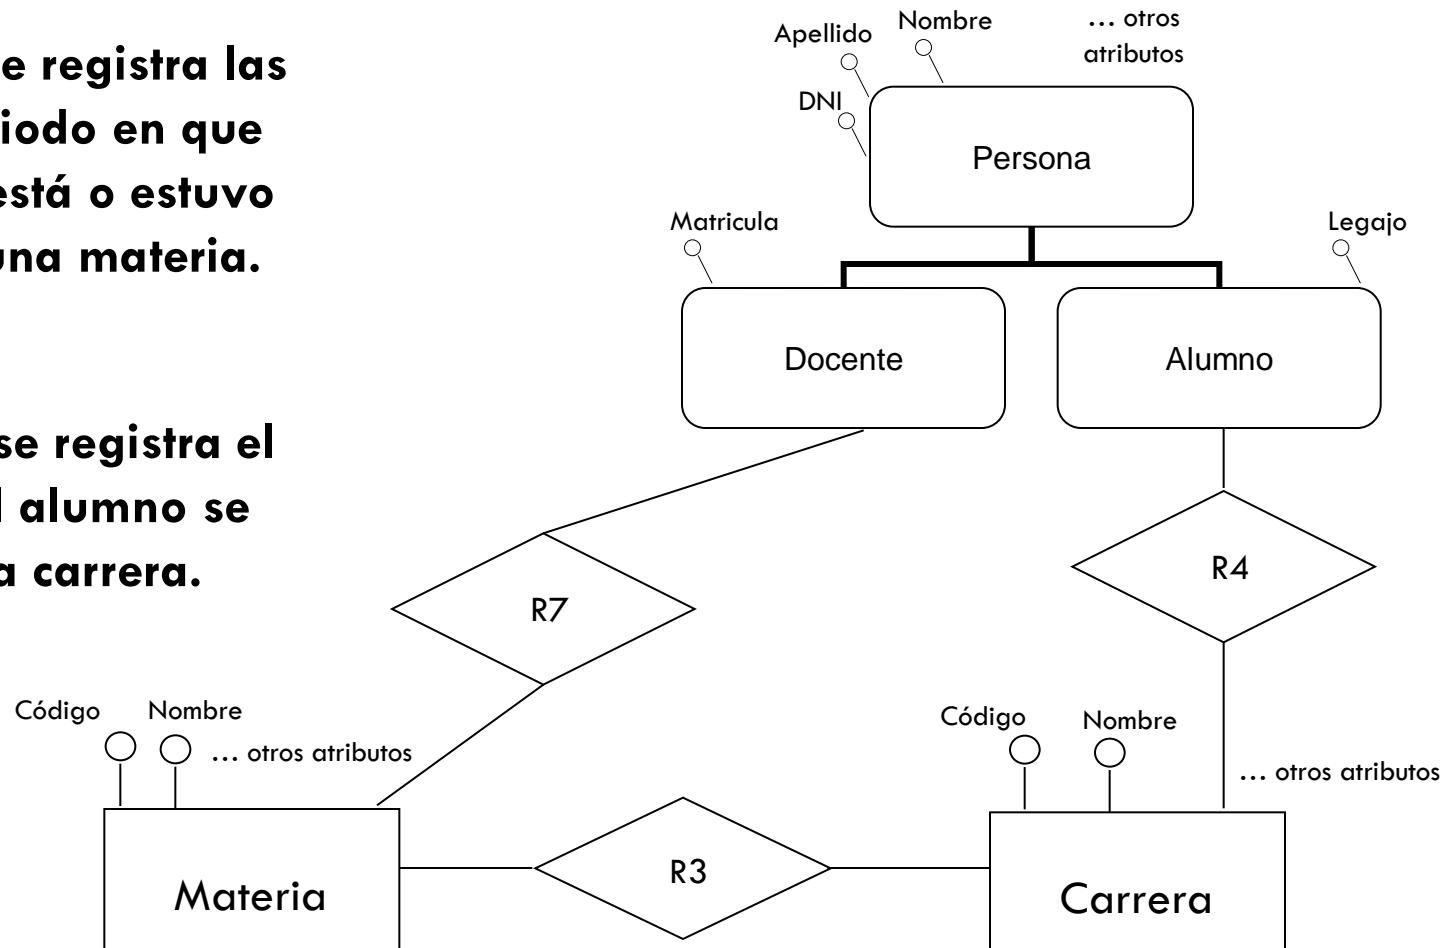 e registra las
iodo en que
está o estuvo
una materia.
se registra el
l alumno se
a carrera.
Apellido
Nombre
... otros
atributos
DNI
Persona
Matricula
Legajo
Docente
Alumno
R7
R4
Código
Nombre
... otros atributos
Código
Nombre
... otros atributos
Materia
R3
Carrera